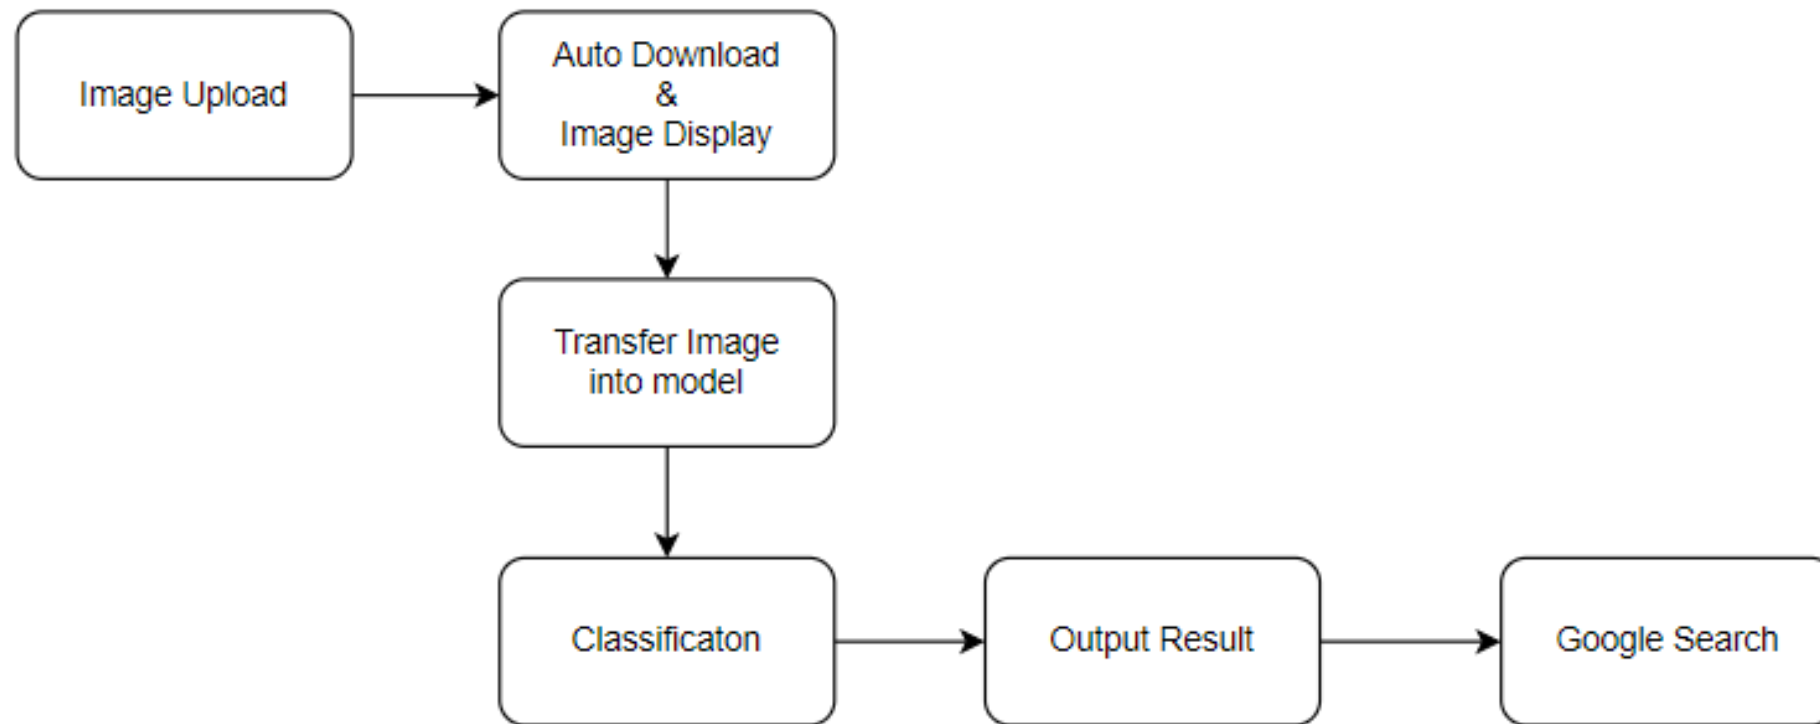 Image Upload
Auto Download
&
Image Display
Transfer Image
into model
Classificaton
Output Result
Google Search